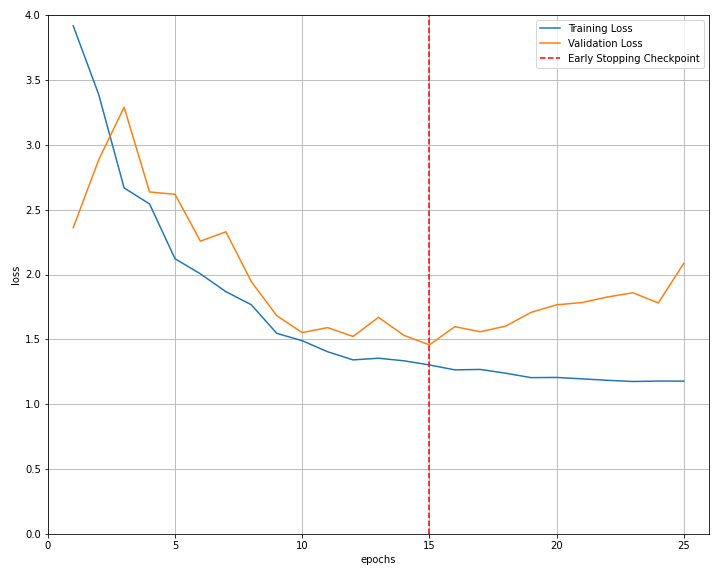 4.0
3.5
3.0
2.5
2.0
1.5
1.0
0.5
0.0
loss
0 5 10 15 20 25
epochs
Training Loss
Validation Loss
Early Stopping Checkpoint